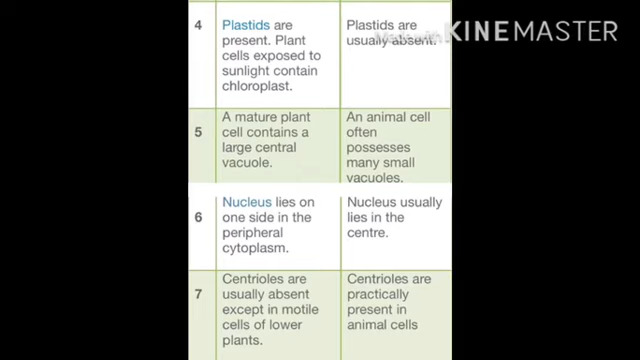 4
Plastids are
present. Plant
cells exposed to
sunlight contain
chloroplast.
Plastids are
usually absent.
Made with
KINEMASTER
5
A mature plant
cell contains a
large central
vacuole.
An animal cell
often
possesses
many small
vacuoles.
6
Nucleus lies on
one side in the
peripheral
cytoplasm.
Nucleus usually
lies in the
centre.
7
Centrioles are
usually absent
except in motile
cells of lower
plants.
Centrioles are
practically
present in
animal cells